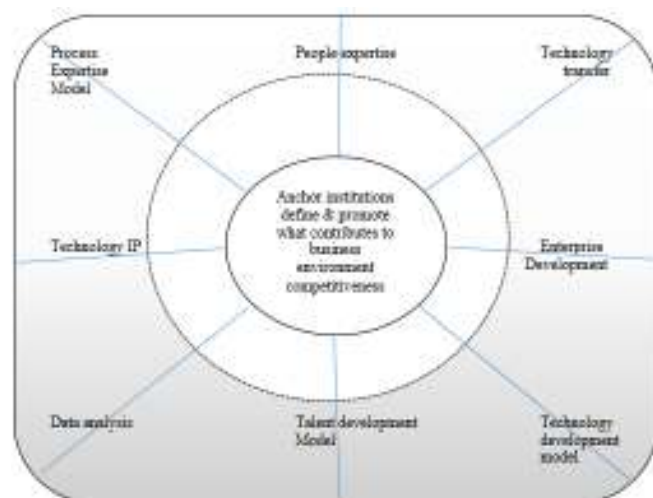 Process
Expertise
Model
People expertise
Technology
transfer
Anchor institutions
define & promote
what contributes to
business
environment
competitiveness
Technology IP
Enterprise
Development
Data analysis
Talent development
Model
Technology
development
model